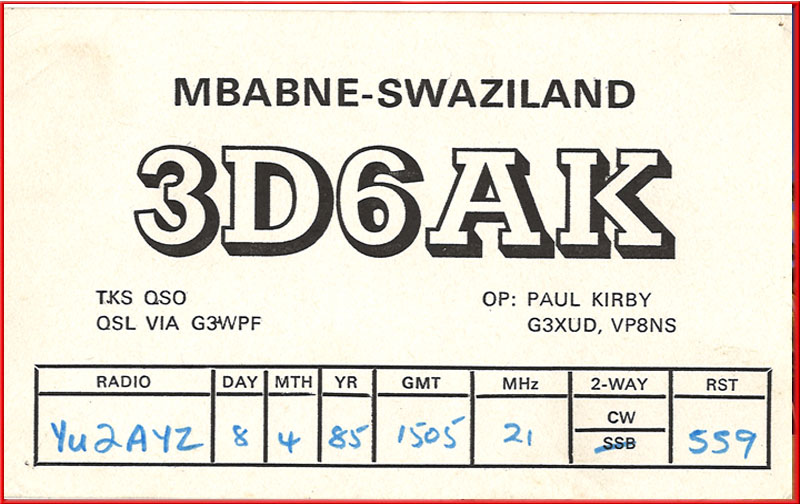 MBABNE-SWAZILAND
3D6AK
TKS QSO
QSL VIA G3WPF
OP: PAUL KIRBY
G3XUD, VP8NS
RADIO DAY MTH YR GMT MHz 2-WAY RST
Yu2AYZ 8 4 85 1505 21 CW 559
SSB